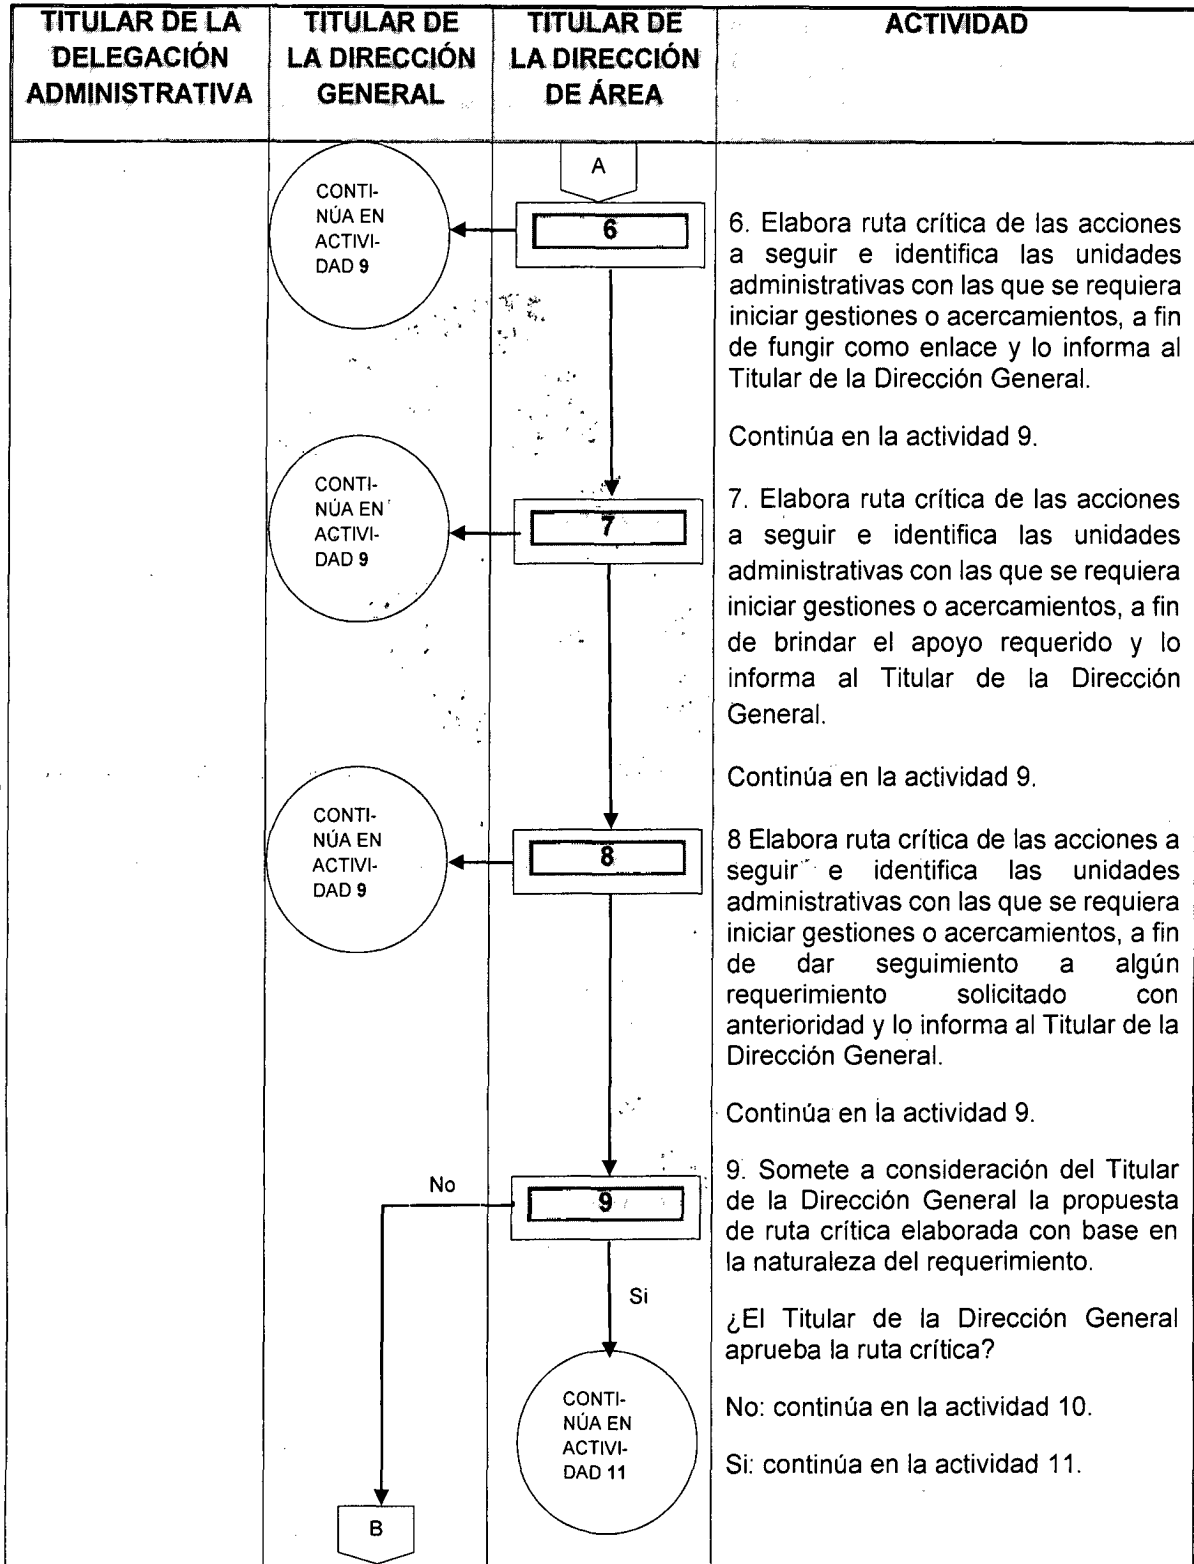 TITULAR DE LA
DELEGACIÓN
ADMINISTRATIVA
TITULAR DE
LA DIRECCIÓN
GENERAL
TITULAR DE
LA DIRECCIÓN
DE ÁREA
ACTIVIDAD
A
CONTI-
NÚA EN
ACTIVI-
DAD 9
6
6. Elabora ruta crítica de las acciones
a seguir e identifica las unidades
administrativas con las que se requiera
iniciar gestiones o acercamientos, a fin
de fungir como enlace y lo informa al
Titular de la Dirección General.
Continúa en la actividad 9.
CONTI-
NÚA EN
ACTIVI-
DAD 9
7
7. Elabora ruta crítica de las acciones
a seguir e identifica las unidades
administrativas con las que se requiera
iniciar gestiones o acercamientos, a fin
de brindar el apoyo requerido y lo
informa al Titular de la Dirección
General.
Continúa en la actividad 9.
CONTI-
NÚA EN
ACTIVI-
DAD 9
8
8 Elabora ruta crítica de las acciones a
seguir e identifica las unidades
administrativas con las que se requiera
iniciar gestiones o acercamientos, a fin
de dar seguimiento a algún
requerimiento solicitado con
anterioridad y lo informa al Titular de la
Dirección General.
Continúa en la actividad 9.
No
9
9. Somete a consideración del Titular
de la Dirección General la propuesta
de ruta crítica elaborada con base en
la naturaleza del requerimiento.
Si
¿El Titular de la Dirección General
aprueba la ruta crítica?
CONTI-
NÚA EN
ACTIVI-
DAD 11
No: continúa en la actividad 10.
Si: continúa en la actividad 11.
B